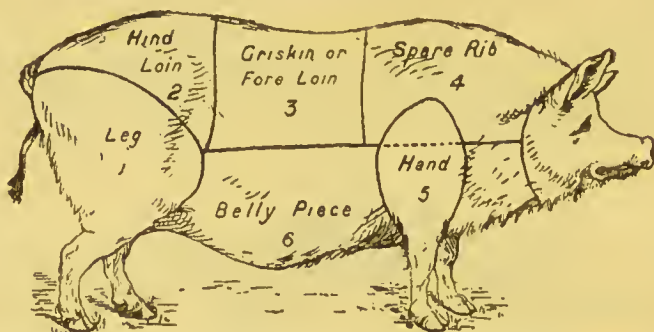 Hind
Loin
2
Griskin or
Fore Loin
3
Spare Rib
4
Leg
1
Hand
5
Belly Piece
6